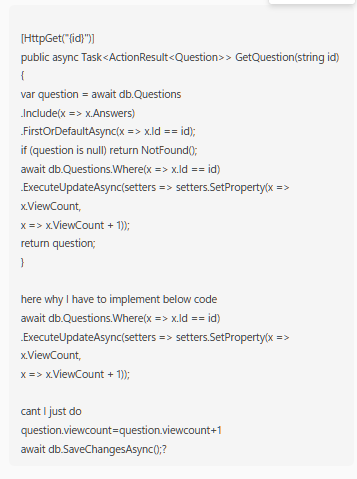 [HttpGet("{id}")]
public async Task<ActionResult<Question>> GetQuestion(string id)
{
var question = await db.Questions
.Include(x => x.Answers)
.FirstOrDefaultAsync(x => x.Id == id);
if (question is null) return NotFound();
await db.Questions.Where(x => x.Id == id)
.ExecuteUpdateAsync(setters => setters.SetProperty(x =>
x.ViewCount,
x => x.ViewCount + 1));
return question;
}
here why I have to implement below code
await db.Questions.Where(x => x.Id == id)
.ExecuteUpdateAsync(setters => setters.SetProperty(x =>
x.ViewCount,
x => x.ViewCount + 1));
cant I just do
question.viewcount=question.viewcount+1
await db.SaveChangesAsync();?